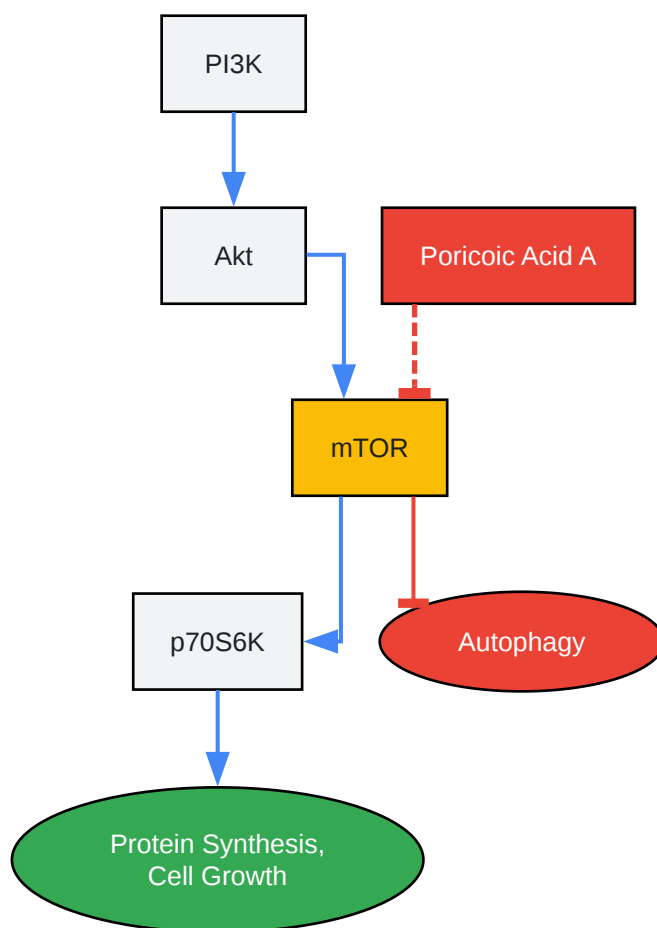 PI3K
Akt
Poricoic Acid A
mTOR
p70S6K
Autophagy
Protein Synthesis,
Cell Growth